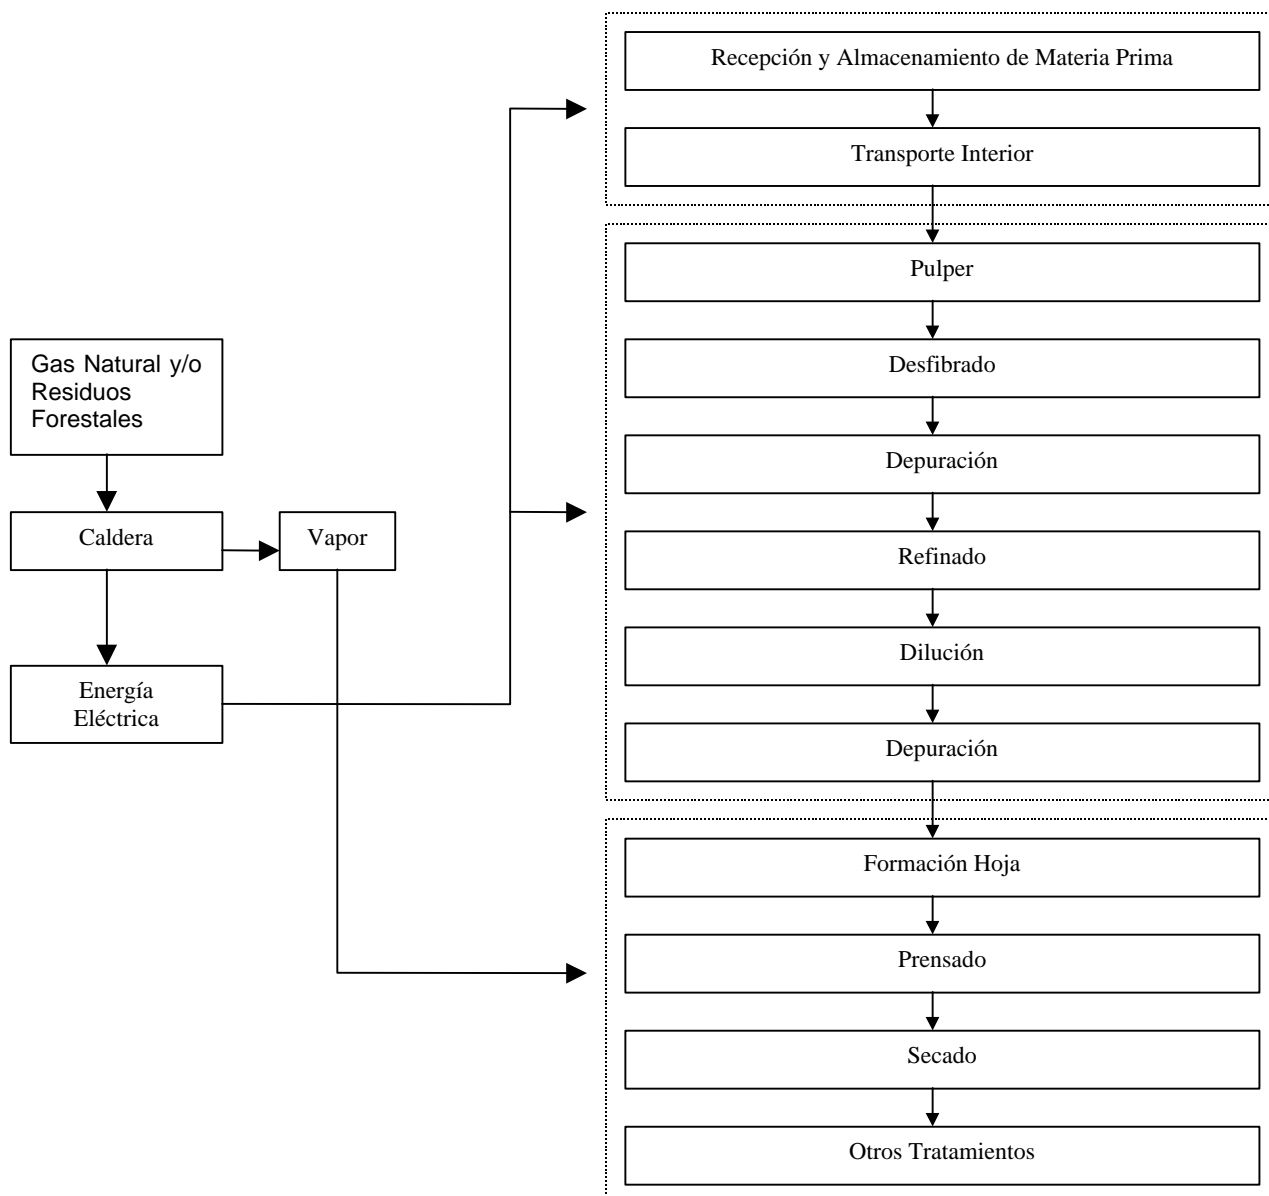 Recepción y Almacenamiento de Materia Prima
Transporte Interior
Pulper
Desfibrado
Depuración
Refinado
Dilución
Depuración
Formación Hoja
Prensado
Secado
Otros Tratamientos
Gas Natural y/o
Residuos
Forestales
Caldera
Vapor
Energía
Eléctrica